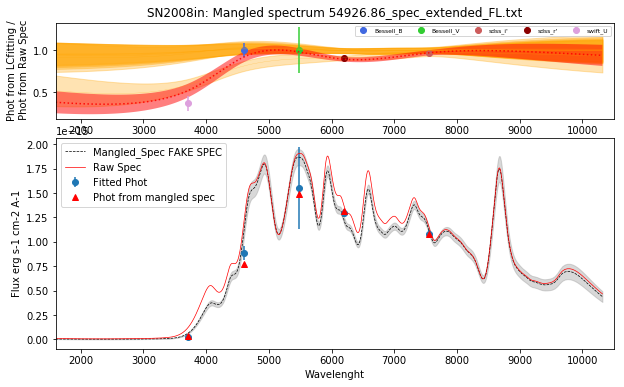 SN2008in: Mangled spectrum 54926.86_spec_extended_FL.txt
Phot from LCfitting /
Phot from Raw Spec
1.0
0.5
Bessell_B
Bessell_V
sdss_i'
sdss_r'
swift_U
2000 3000 4000 5000 6000 7000 8000 9000 10000
Flux erg s-1 cm-2 A-1
2.00
1.75
1.50
1.25
1.00
0.75
0.50
0.25
0.00
Mangled_Spec FAKE SPEC
Raw Spec
Fitted Phot
Phot from mangled spec
2000 3000 4000 5000 6000 7000 8000 9000 10000
Wavelenght